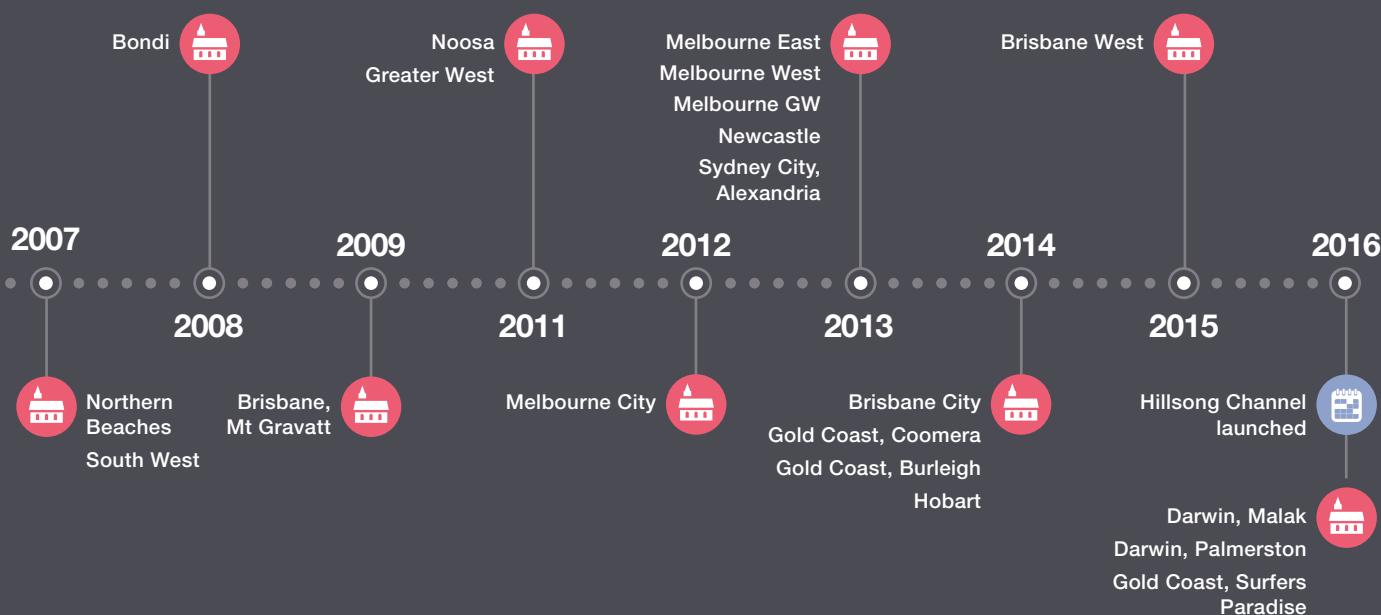 Bondi
Noosa
Greater West
Melbourne East
Melbourne West
Melbourne GW
Newcastle
Sydney City,
Alexandria
Brisbane West
2007
2009
2012
2014
2016
2008
2011
2013
2015
Northern
Beaches
South West
Brisbane,
Mt Gravatt
Melbourne City
Brisbane City
Gold Coast, Coomera
Gold Coast, Burleigh
Hobart
Hillsong Channel
launched
Darwin, Malak
Darwin, Palmerston
Gold Coast, Surfers
Paradise